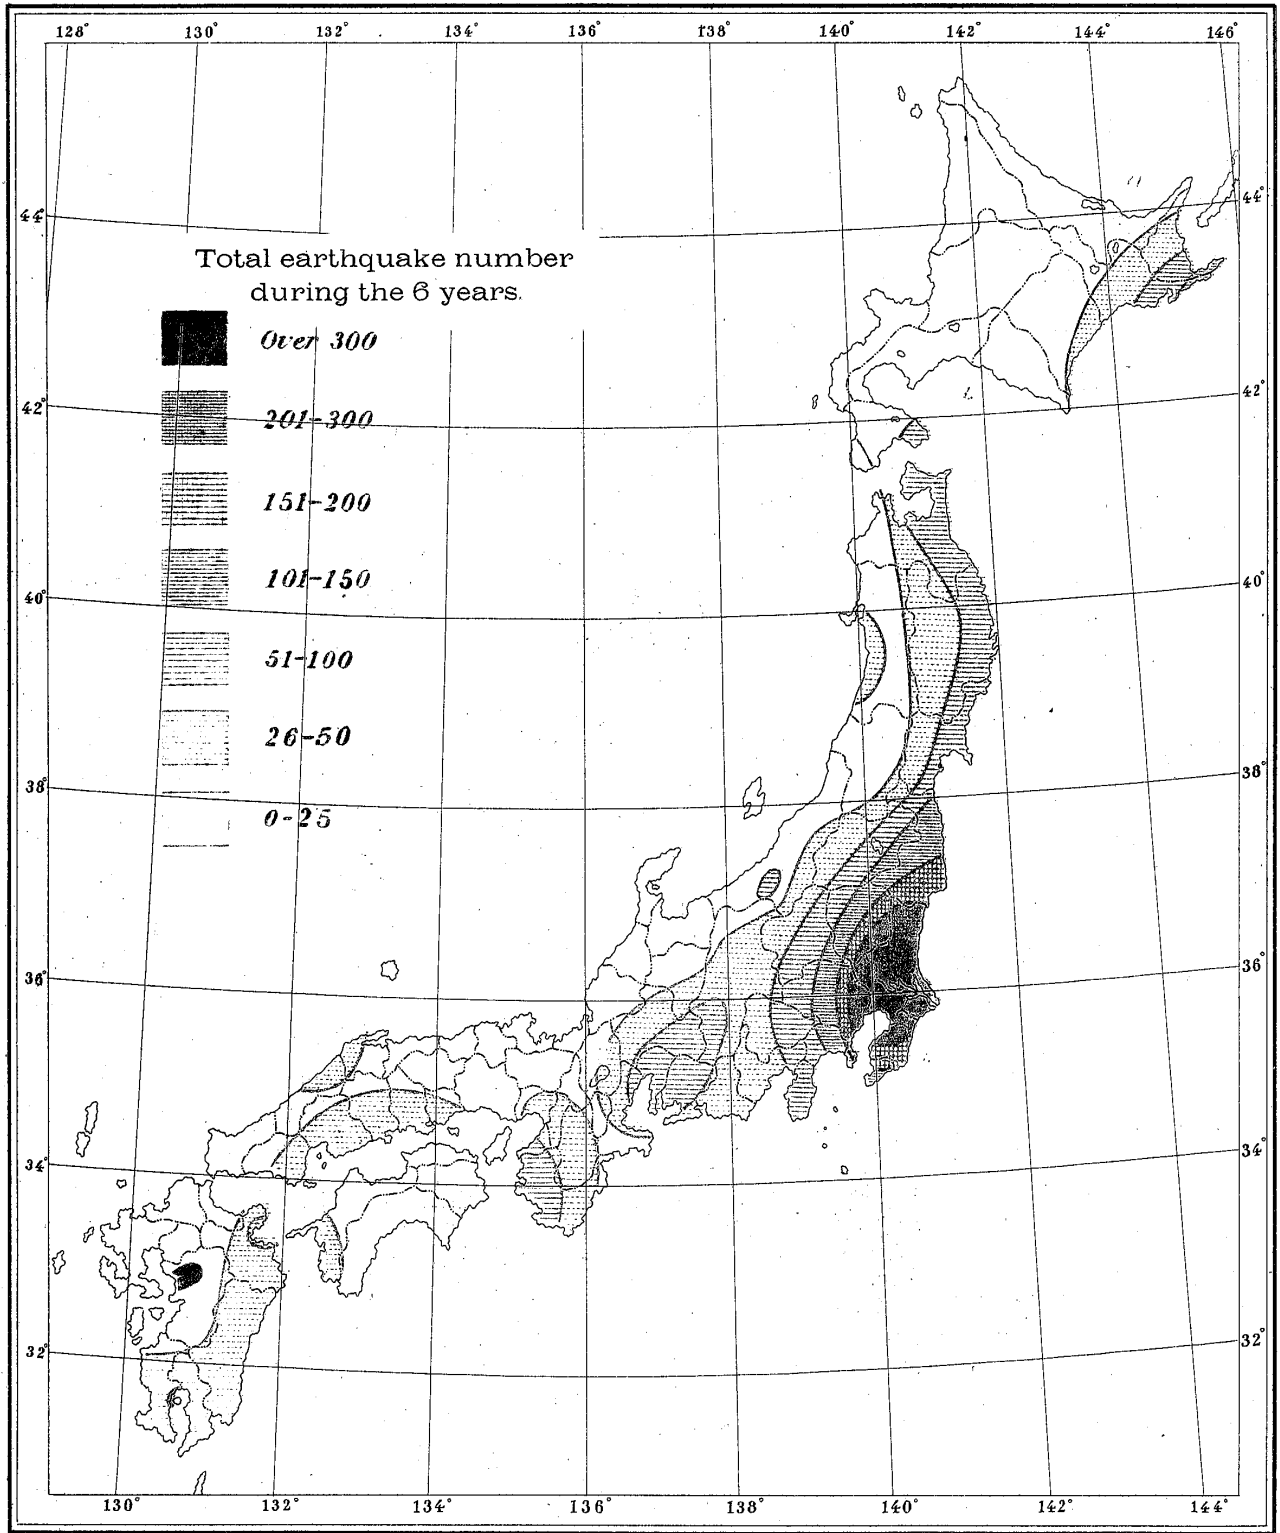 128° 130° 132° 134° 136° 138° 140° 142° 144° 146°
44° 44°
Total earthquake number
during the 6 years.
Over 300
42° 42°
201-300
151-200
101-150
40° 40°
51-100
26-50
38° 38°
0-25
36° 36°
34° 34°
32° 32°
130° 132° 134° 136° 138° 140° 142° 144°